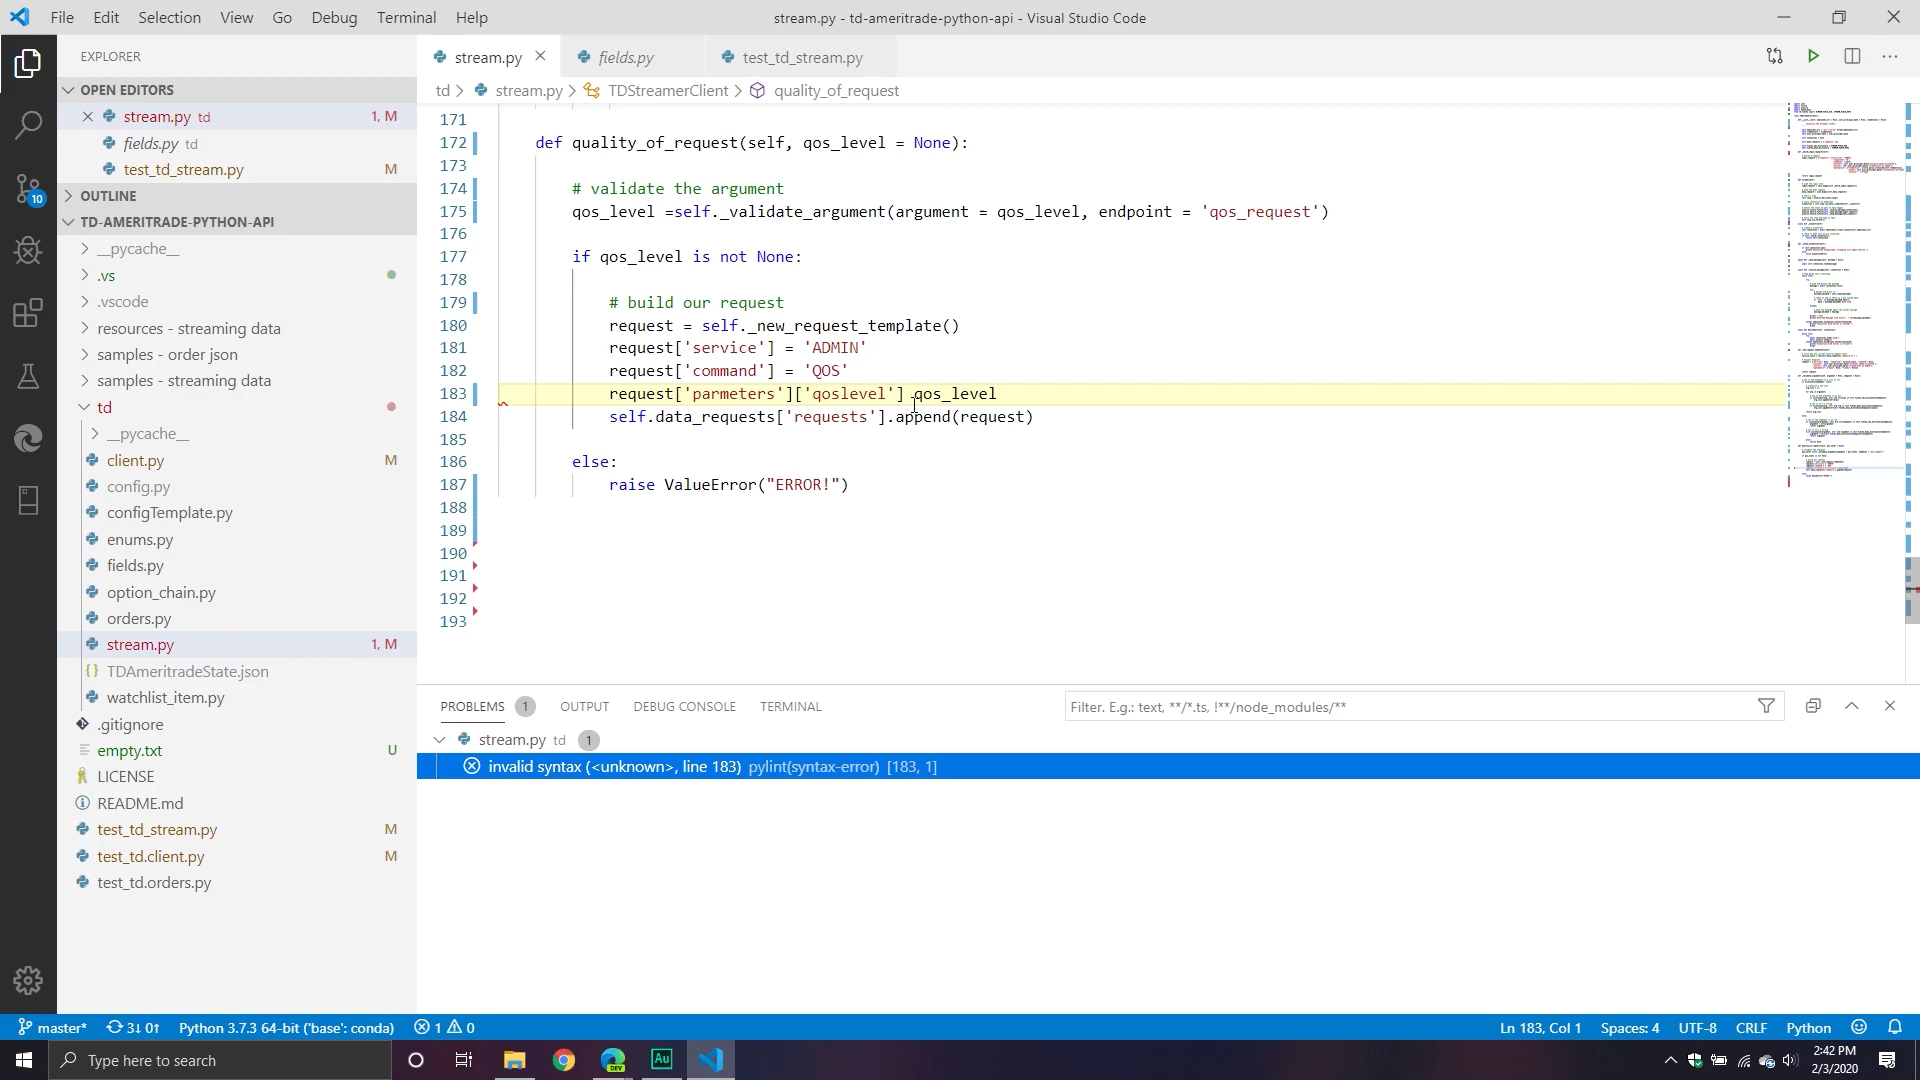 File Edit Selection View Go Debug Terminal Help
stream.py - td-ameritrade-python-api - Visual Studio Code
EXPLORER
OPEN EDITORS
stream.py td 1, M
fields.py td
test_td_stream.py M
OUTLINE
TD-AMERITRADE-PYTHON-API
__pycache__
.vs
.vscode
resources - streaming data
samples - order json
samples - streaming data
td
__pycache__
client.py M
config.py
configTemplate.py
enums.py
fields.py
option_chain.py
orders.py
stream.py 1, M
TDAmeritradeState.json
watchlist_item.py
.gitignore
empty.txt U
LICENSE
README.md
test_td_stream.py M
test_td.client.py M
test_td.orders.py
10
stream.py fields.py test_td_stream.py
td > stream.py > TDStreamerClient > quality_of_request
171
172 def quality_of_request(self, qos_level = None):
173
174 # validate the argument
175 qos_level =self._validate_argument(argument = qos_level, endpoint = 'qos_request')
176
177 if qos_level is not None:
178
179 # build our request
180 request = self._new_request_template()
181 request['service'] = 'ADMIN'
182 request['command'] = 'QOS'
183 request['parmeters']['qoslevel'] qos_level
184 self.data_requests['requests'].append(request)
185
186 else:
187 raise ValueError("ERROR!")
188
189
190
191
192
193
PROBLEMS 1 OUTPUT DEBUG CONSOLE TERMINAL
Filter. E.g.: text, **/*.ts, !**/node_modules/**
stream.py td 1
invalid syntax (<unknown>, line 183) pylint(syntax-error) [183, 1]
master* 3↓ 0↑ Python 3.7.3 64-bit ('base': conda) 1 0
Ln 183, Col 1 Spaces: 4 UTF-8 CRLF Python
Type here to search
DEV
Au
2:42 PM
2/3/2020